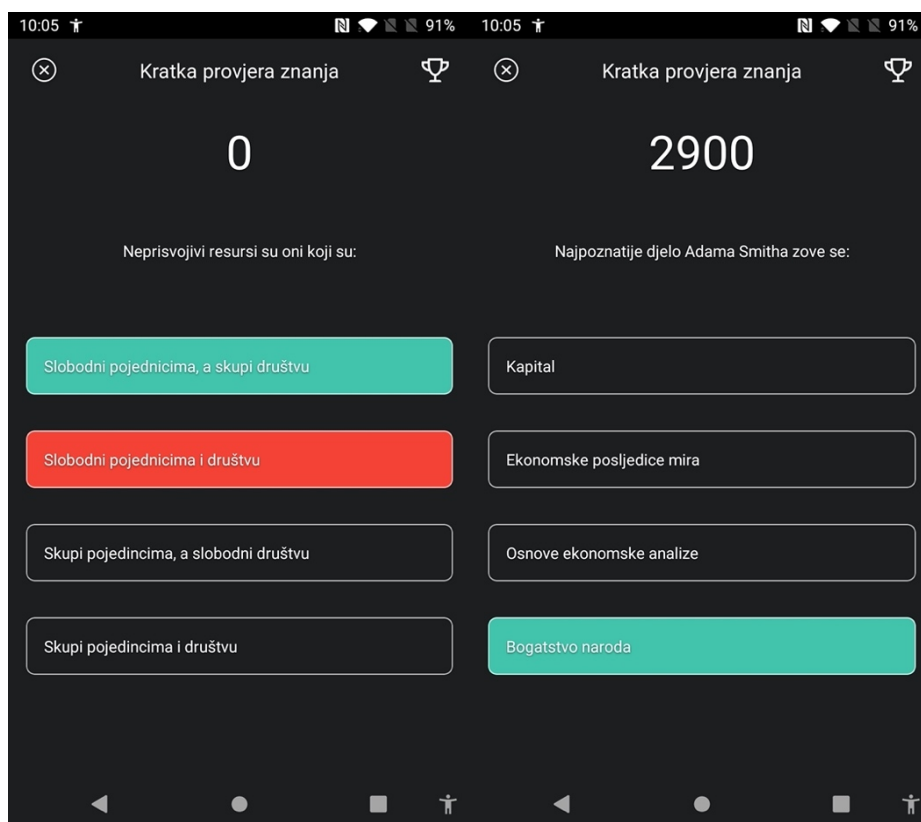 10:05
91%
Kratka provjera znanja
0
Neprisvojivi resursi su oni koji su:
Slobodni pojednicima, a skupi društvu
Slobodni pojednicima i društvu
Skupi pojedincima, a slobodni društvu
Skupi pojedincima i društvu
10:05
91%
Kratka provjera znanja
2900
Najpoznatije djelo Adama Smitha zove se:
Kapital
Ekonomske posljedice mira
Osnove ekonomske analize
Bogatstvo naroda